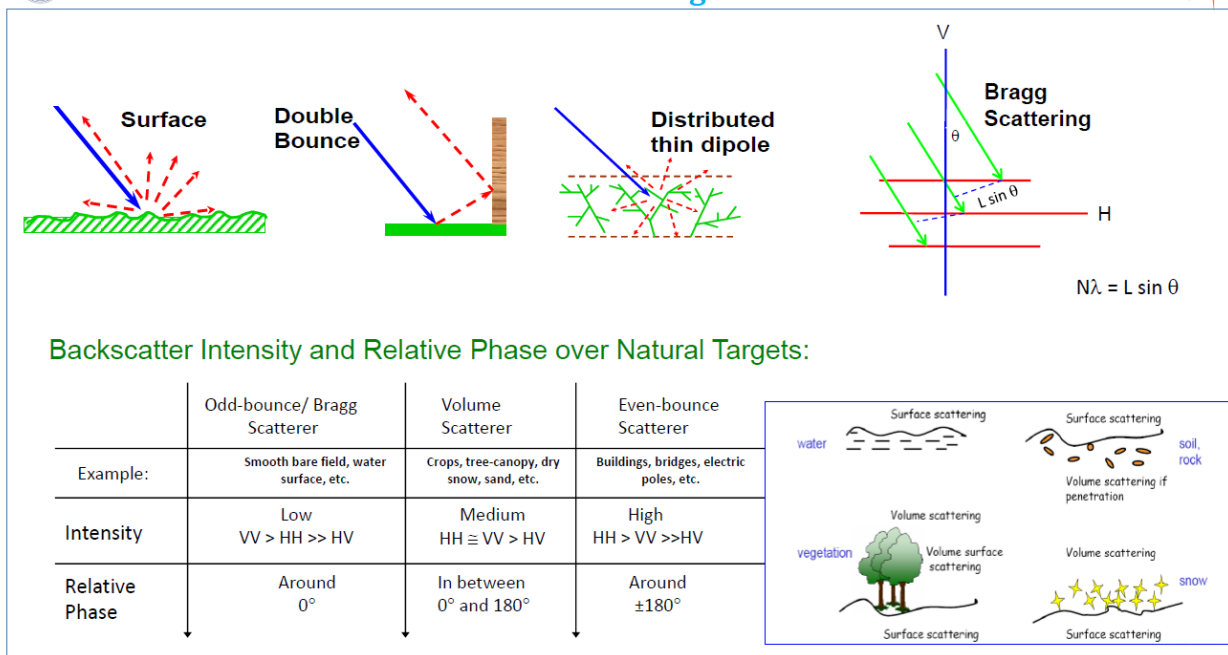 g
Surface
Double
Bounce
Distributed
thin dipole
V
Bragg
Scattering
θ
L sin θ
H
Nλ = L sin θ
Backscatter Intensity and Relative Phase over Natural Targets:
Odd-bounce/ Bragg
Scatterer
Volume
Scatterer
Even-bounce
Scatterer
Example:
Smooth bare field, water
surface, etc.
Crops, tree-canopy, dry
snow, sand, etc.
Buildings, bridges, electric
poles, etc.
Intensity
Low
VV > HH >> HV
Medium
HH ≅ VV > HV
High
HH > VV >>HV
Relative
Phase
Around
0°
In between
0° and 180°
Around
±180°
Surface scattering
water
Surface scattering
soil,
rock
Volume scattering if
penetration
Volume scattering
vegetation
Volume surface
scattering
Surface scattering
Volume scattering
snow
Surface scattering